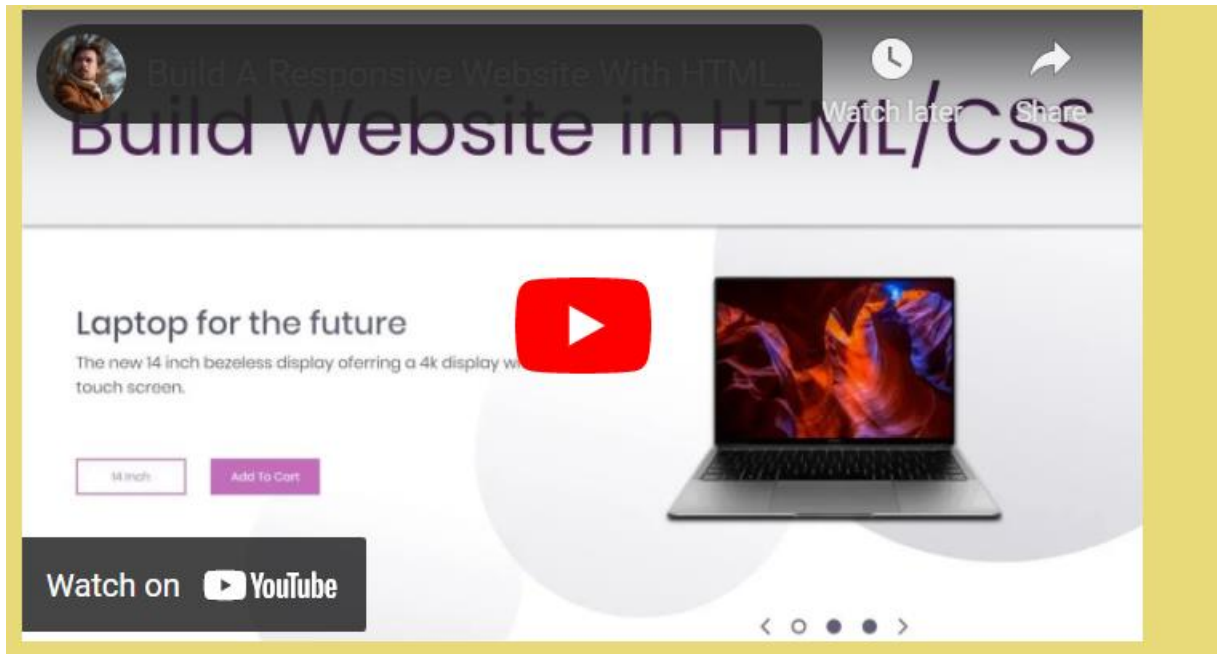 Build A Responsive Website With HTML...
Watch later
Share
Build Website in HTML/CSS
Laptop for the future
The new 14 inch bezeless display oferring a 4k display
touch screen.
14 Inch
Add To Cart
Watch on YouTube